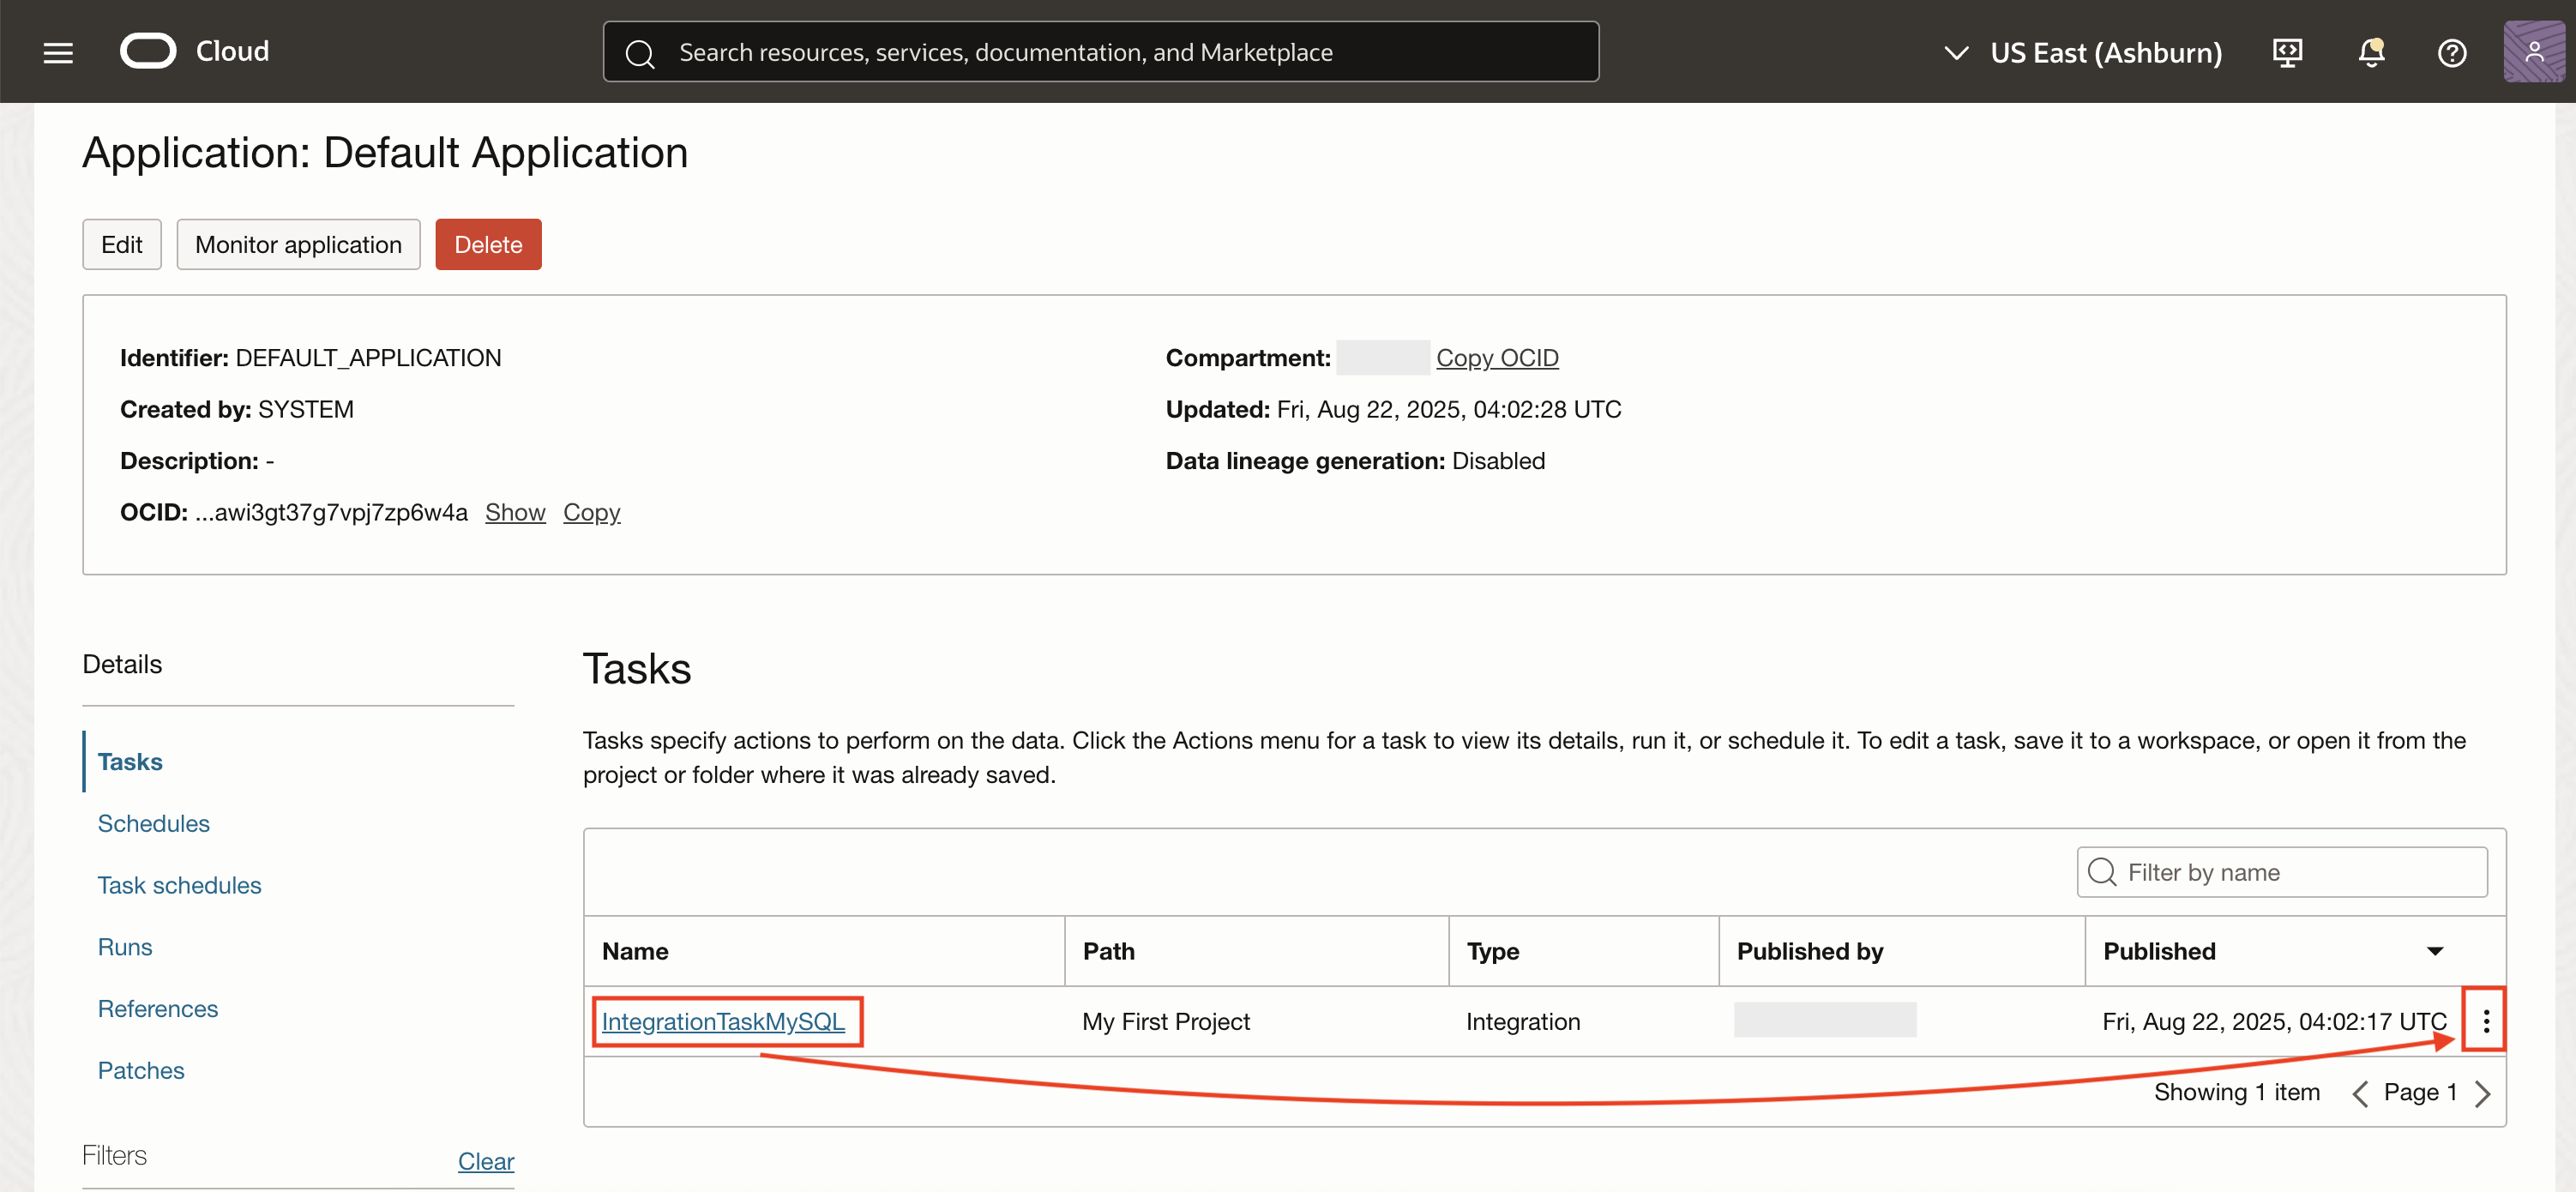 Cloud
Search resources, services, documentation, and Marketplace
US East (Ashburn)
Application: Default Application
Edit
Monitor application
Delete
Identifier: DEFAULT_APPLICATION
Created by: SYSTEM
Description: -
OCID: ...awi3gt37g7vpj7zp6w4a Show Copy
Compartment: Copy OCID
Updated: Fri, Aug 22, 2025, 04:02:28 UTC
Data lineage generation: Disabled
Details
Tasks
Schedules
Task schedules
Runs
References
Patches
Filters Clear
Tasks
Tasks specify actions to perform on the data. Click the Actions menu for a task to view its details, run it, or schedule it. To edit a task, save it to a workspace, or open it from the
project or folder where it was already saved.
Filter by name
Name Path Type Published by Published
IntegrationTaskMySQL My First Project Integration Fri, Aug 22, 2025, 04:02:17 UTC
Showing 1 item Page 1